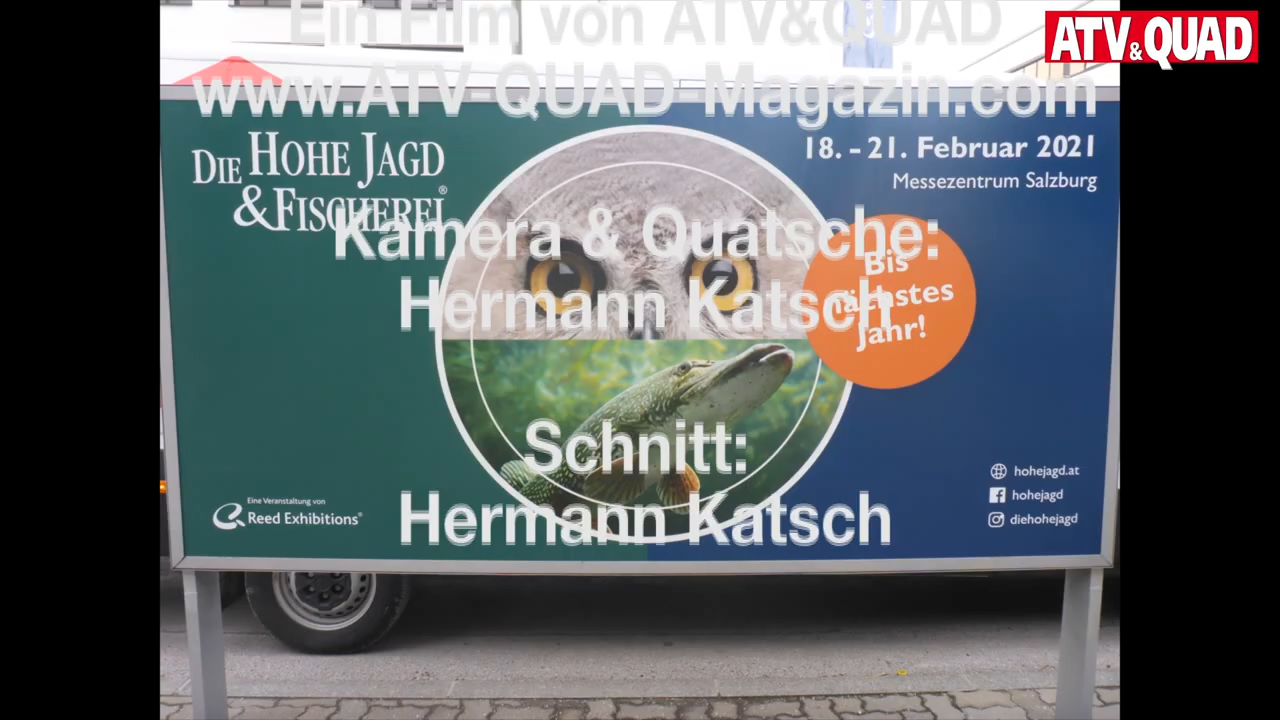 Ein Film von ATV&QUAD
www.ATV-QUAD-Magazin.com
ATV&QUAD
DIE HOHE JAGD
&FISCHEREI®
18. - 21. Februar 2021
Messezentrum Salzburg
Kamera & Quatsche:
Hermann Katsch
Bis
nächstes
Jahr!
Schnitt:
Hermann Katsch
Eine Veranstaltung von
Reed Exhibitions®
hohejagd.at
hohejagd
diehohejagd